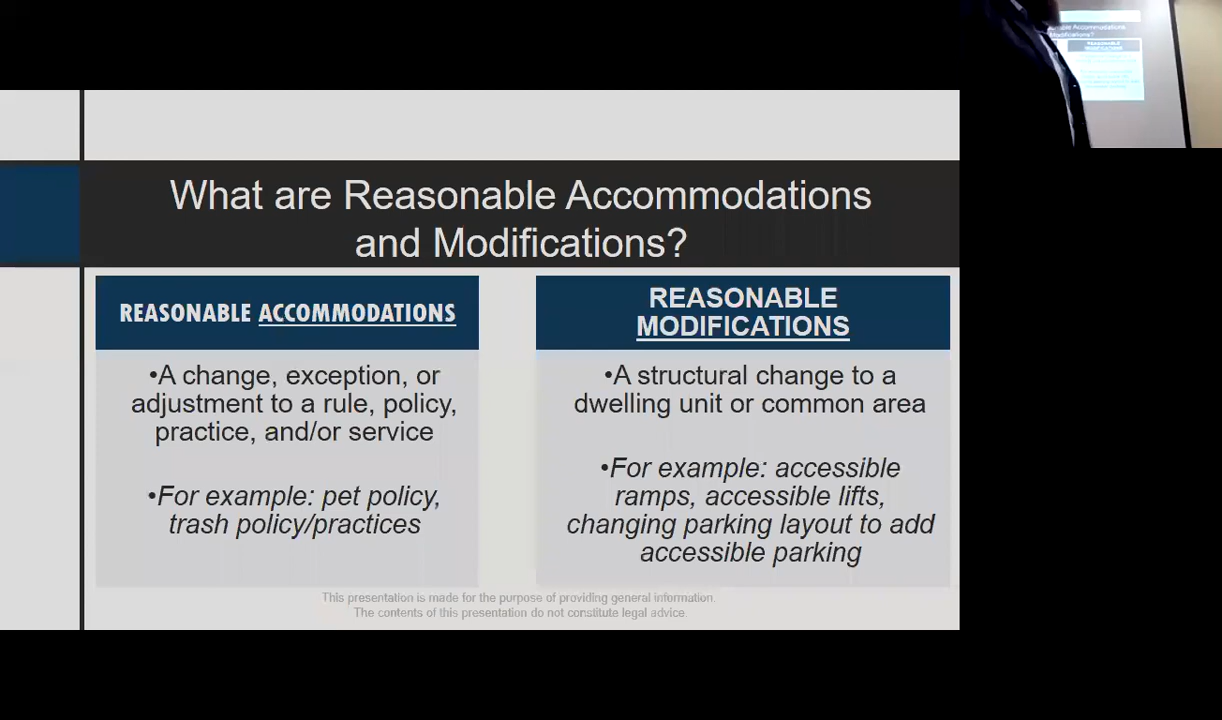 What are Reasonable Accommodations
and Modifications?
REASONABLE ACCOMMODATIONS
•A change, exception, or
adjustment to a rule, policy,
practice, and/or service
•For example: pet policy,
trash policy/practices
REASONABLE
MODIFICATIONS
•A structural change to a
dwelling unit or common area
•For example: accessible
ramps, accessible lifts,
changing parking layout to add
accessible parking
This presentation is made for the purpose of providing general information.
The contents of this presentation do not constitute legal advice.
Accommodations
Modifications?
REASONABLE